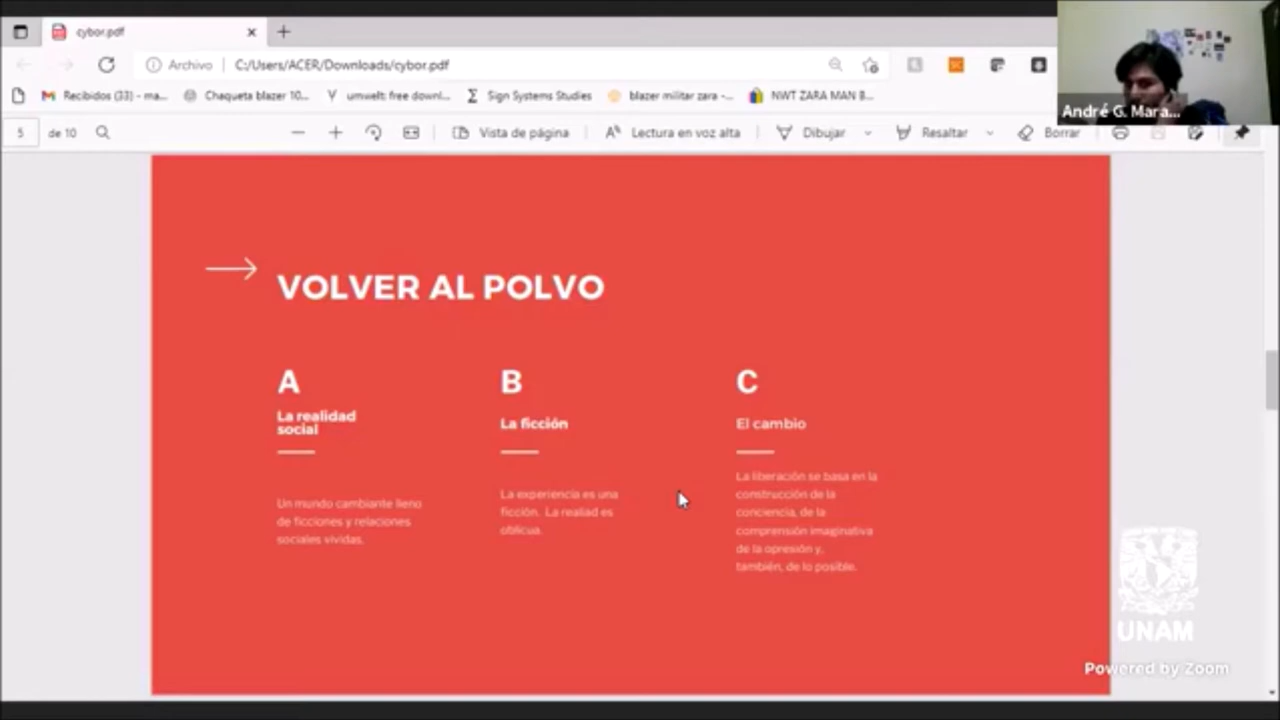 cybor.pdf
Archivo
C:/Users/ACER/Downloads/cybor.pdf
Recibidos (33) - ma...
Chaqueta blazer 10...
umwelt: free downl...
Sign Systems Studies
blazer militar zara -...
NWT ZARA MAN B...
André G. Mara...
5 de 10
Vista de página
Lectura en voz alta
Dibujar
Resaltar
Borrar
VOLVER AL POLVO
A
La realidad
social
Un mundo cambiante lleno
de ficciones y relaciones
sociales vividas.
B
La ficción
La experiencia es una
ficción. La realiad es
oblicua.
C
El cambio
La liberación se basa en la
construcción de la
conciencia, de la
comprensión imaginativa
de la opresión y,
también, de lo posible.
UNAM
Powered by Zoom